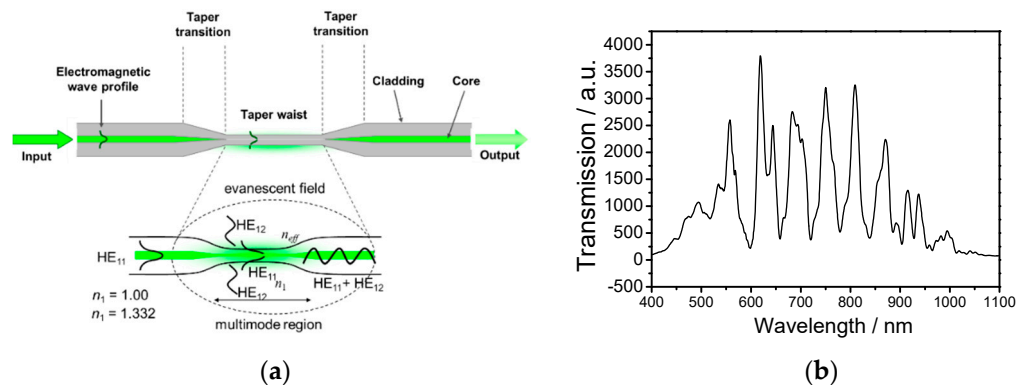 Taper
transition
Taper
transition
Electromagnetic
wave profile
Cladding
Core
Taper waist
Input
Output
evanescent field
HE12
neff
HE11
HE11
n1
HE12
HE11 + HE12
n1 = 1.00
n1 = 1.332
multimode region
(a)
Transmission / a.u.
4000
3500
3000
2500
2000
1500
1000
500
0
-500
400 500 600 700 800 900 1000 1100
Wavelength / nm
(b)